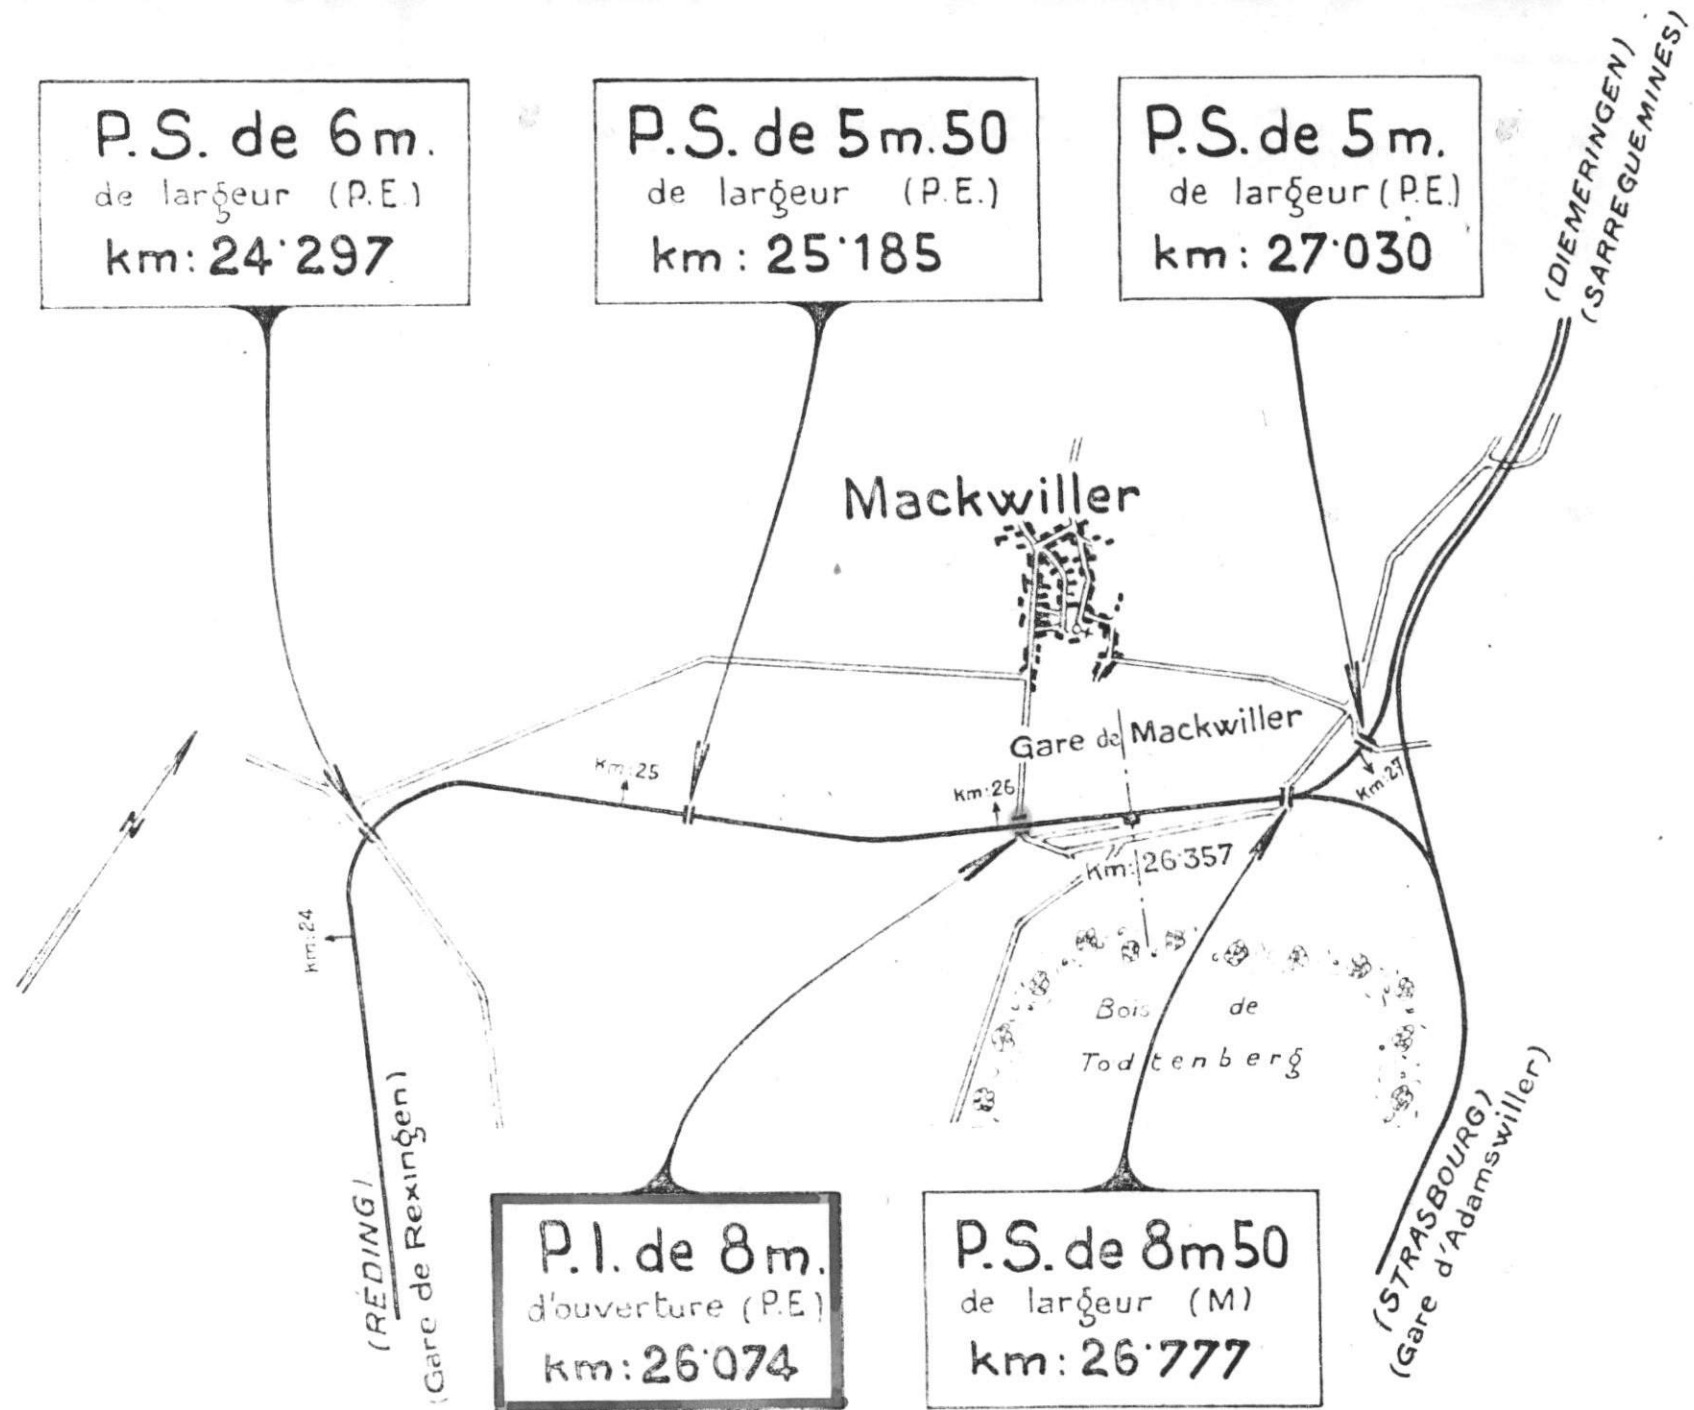 P.S. de 6m.
de largeur (P.E.)
km: 24·297
P.S. de 5m.50
de largeur (P.E.)
km: 25·185
P.S. de 5m.
de largeur (P.E.)
km: 27·030
(DIEMERINGEN)
(SARREGUEMINES)
Mackwiller
Gare de Mackwiller
Km:25
Km:26
Km:27
N
Km: 26·357
Km:24
Bois de
Todtenberg
(RÉDING)
(Gare de Rexingen)
P.I. de 8m.
d'ouverture (P.E)
km: 26·074
P.S. de 8m50
de largeur (M)
km: 26·777
(STRASBOURG)
(Gare d'Adamswiller)